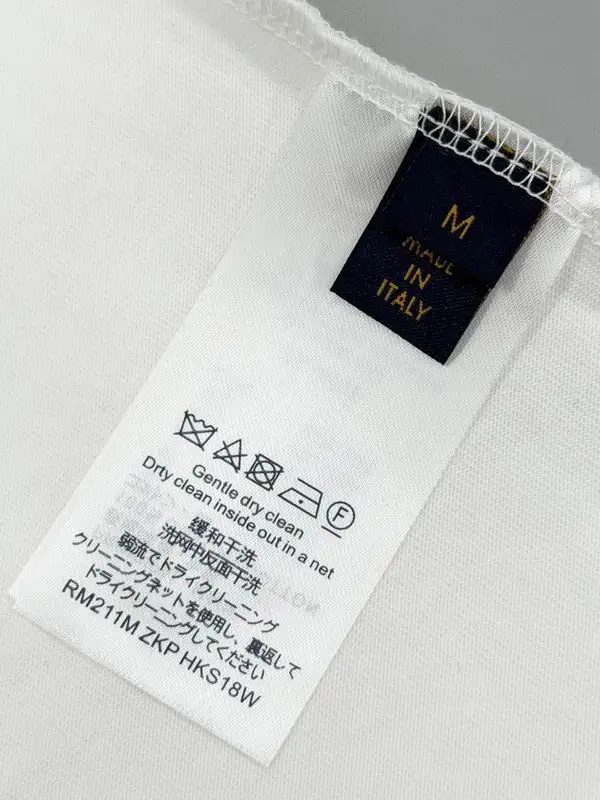 M
MADE
IN
ITALY
F
Gentle dry clean
Drty clean inside out in a net
缓和干洗
洗网中反面干洗
弱流でドライクリーニング
クリーニングネットを使用し、裏返して
ドライクリーニングしてください
RM211M ZKP HKS18W